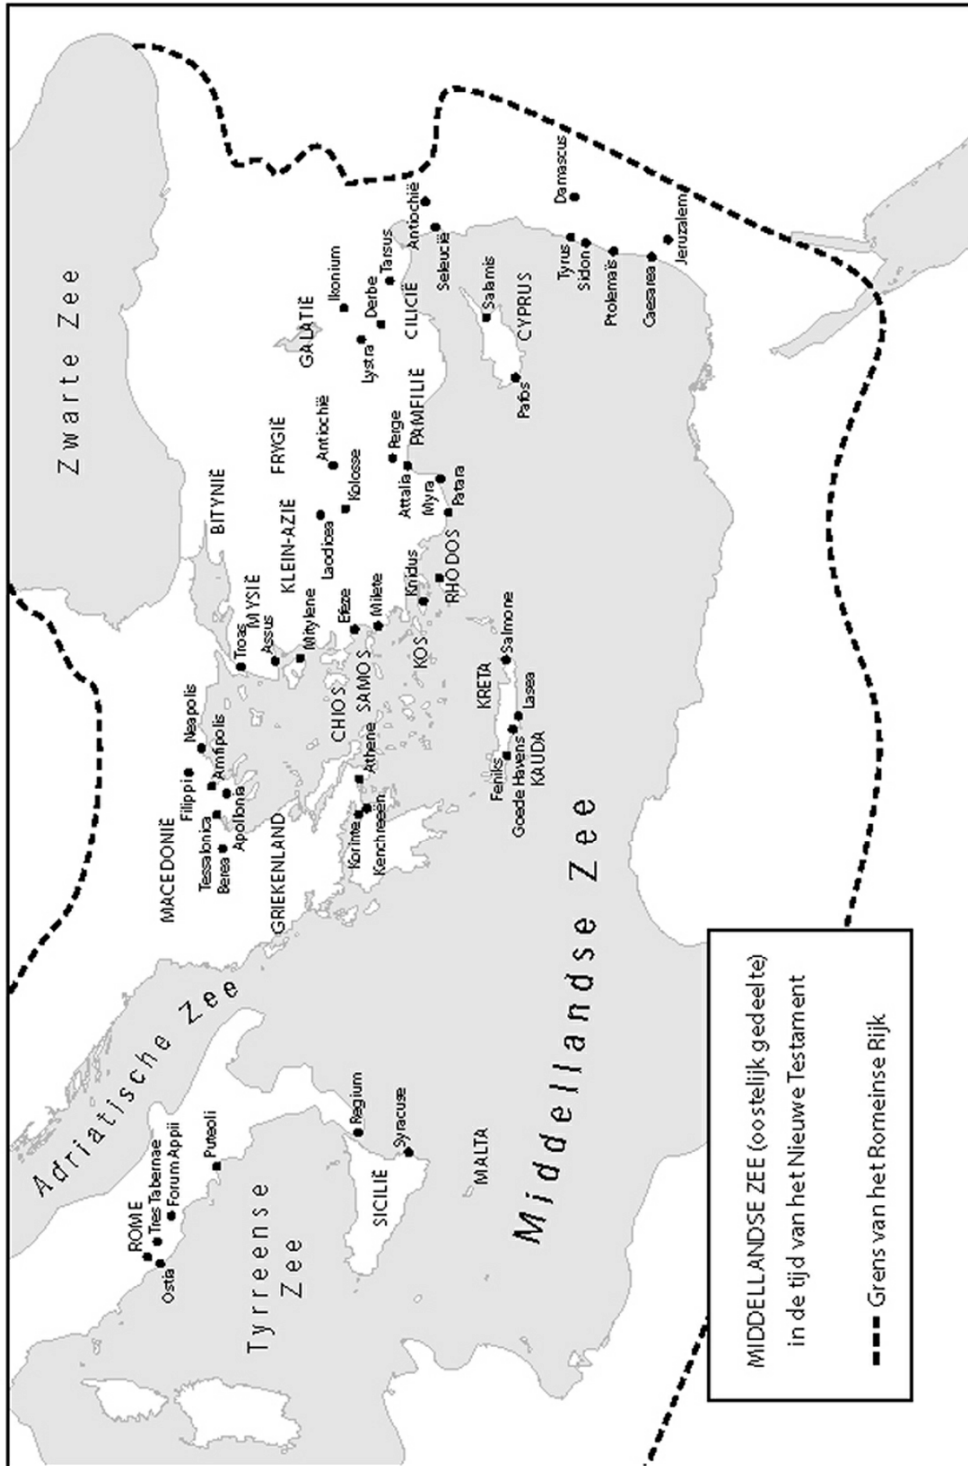 Zwarte Zee
Adriatische Zee
Tyrreense
Zee
Middellandse Zee
ROME
Tres Tabernae
Forum Appii
Ostia
Puteoli
Regium
SICILIË
Syracuse
MALTA
MACEDONIË
Filippi
Neapolis
Tessalonica
Amfipolis
Berea
Apollonia
GRIEKENLAND
Korinte
Athene
Kenchreeën
BITYNIË
Troas
MYSIË
Assus
Mitylene
KLEIN-AZIË
FRYGIË
GALATIË
CHIOS
SAMOS
Efeze
Milete
Laodicea
Kolosse
Antiochië
Ikonium
Lystra
Derbe
Tarsus
CILICIË
Antiochië
Seleucië
Perge
PAMFILIË
Attalia
Myra
Patara
Knidus
KOS
RHODOS
KRETA
Salmone
Feniks
Goede Havens
Lasea
KAUDA
Salamis
CYPRUS
Pafos
Damascus
Tyrus
Sidon
Ptolemaïs
Caesarea
Jeruzalem
MIDDELLANDSE ZEE (oostelijk gedeelte)
in de tijd van het Nieuwe Testament
Grens van het Romeinse Rijk